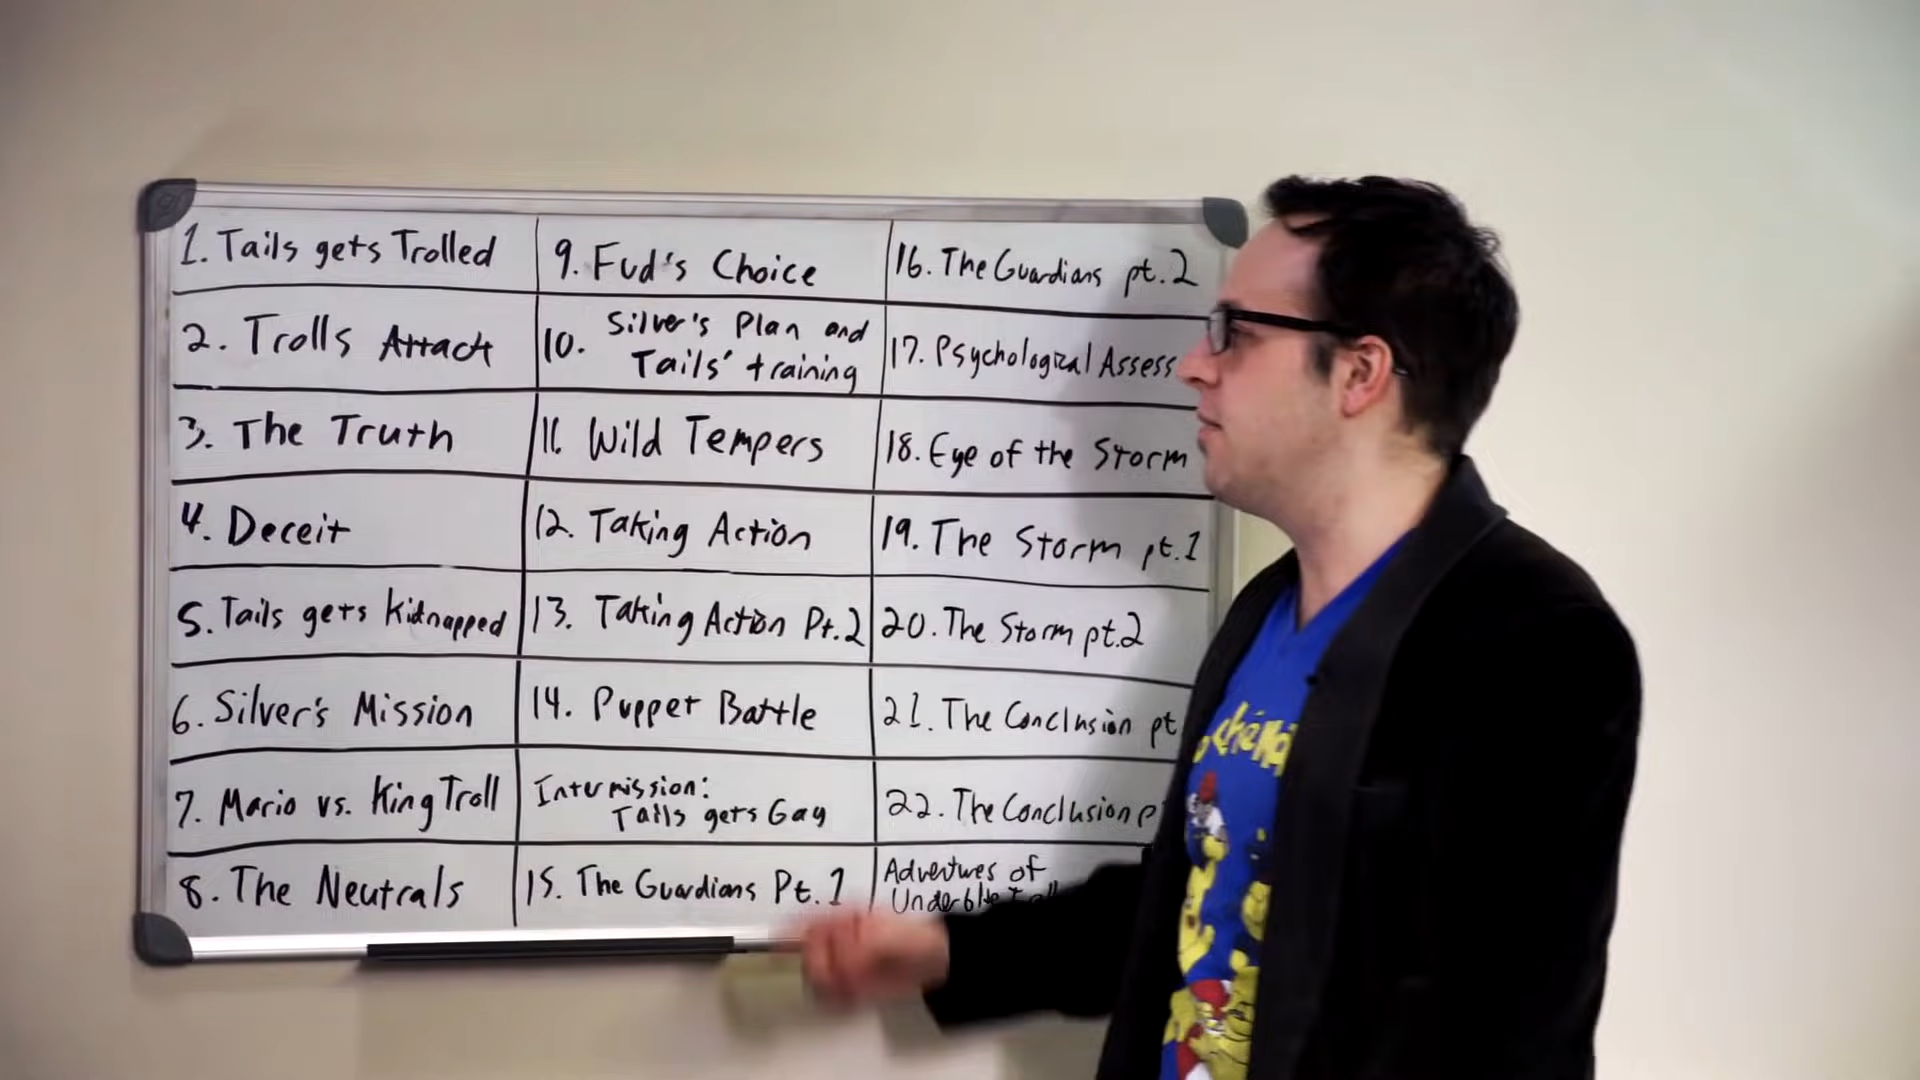 1. Tails gets Trolled
2. Trolls Attack
3. The Truth
4. Deceit
5. Tails gets kidnapped
6. Silver's Mission
7. Mario vs. King Troll
8. The Neutrals
9. Fud's Choice
10. Silver's Plan and
Tails' training
11. Wild Tempers
12. Taking Action
13. Taking Action Pt.2
14. Puppet Battle
Intermission:
Tails gets Gay
15. The Guardians Pt. 1
16. The Guardians pt. 2
17. Psychological Assess
18. Eye of the Storm
19. The Storm pt. 1
20. The Storm pt.2
21. The Conclusion pt
22. The Conclusion p
Adventures of